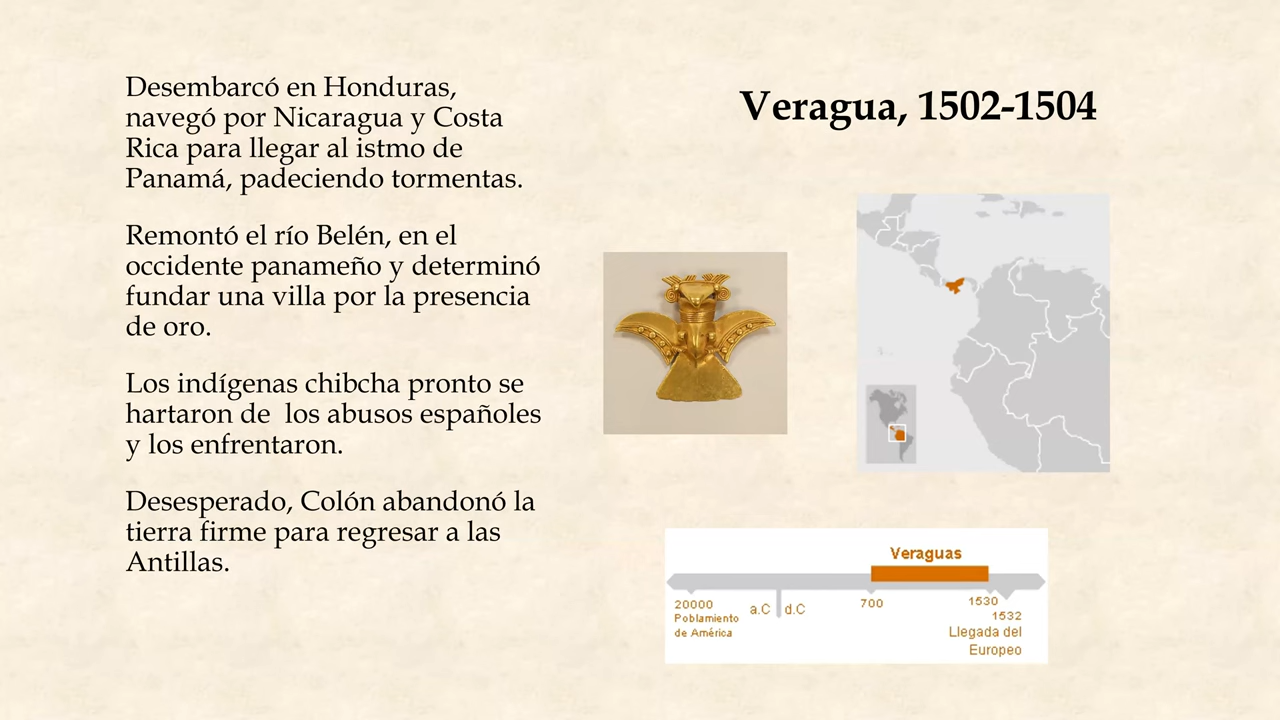 Desembarcó en Honduras,
navegó por Nicaragua y Costa
Rica para llegar al istmo de
Panamá, padeciendo tormentas.
Remontó el río Belén, en el
occidente panameño y determinó
fundar una villa por la presencia
de oro.
Los indígenas chibcha pronto se
hartaron de  los abusos españoles
y los enfrentaron.
Desesperado, Colón abandonó la
tierra firme para regresar a las
Antillas.
Veragua, 1502-1504
Veraguas
20000
Poblamiento
de América
a.C
d.C
700
1530
1532
Llegada del
Europeo